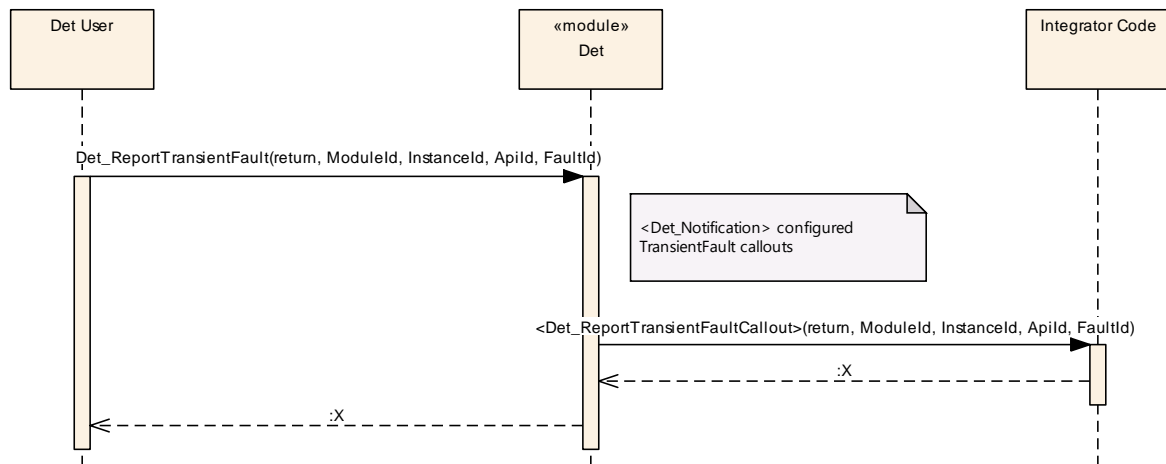 Det User
«module»
Det
Integrator Code
Det_ReportTransientFault(return, ModuleId, InstanceId, ApiId, FaultId)
<Det_Notification> configured
TransientFault callouts
<Det_ReportTransientFaultCallout>(return, ModuleId, InstanceId, ApiId, FaultId)
:X
:X